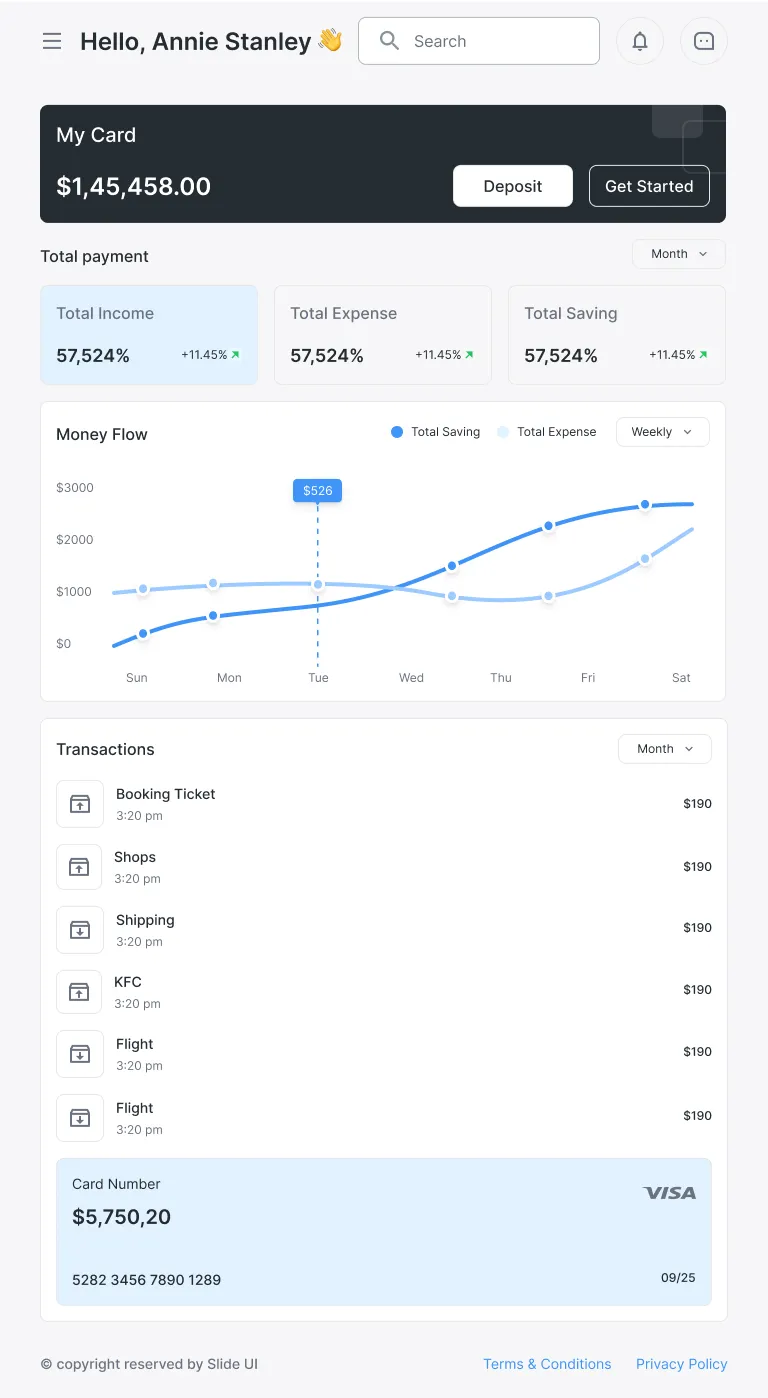 Hello, Annie Stanley 👋
Search
My Card
$1,45,458.00
Deposit
Get Started
Total payment
Month
Total Income
57,524%
+11.45%
Total Expense
57,524%
+11.45%
Total Saving
57,524%
+11.45%
Money Flow
Total Saving
Total Expense
Weekly
$3000
$2000
$1000
$0
$526
Sun Mon Tue Wed Thu Fri Sat
Transactions
Month
Booking Ticket
3:20 pm
$190
Shops
3:20 pm
$190
Shipping
3:20 pm
$190
KFC
3:20 pm
$190
Flight
3:20 pm
$190
Flight
3:20 pm
$190
Card Number
VISA
$5,750,20
5282 3456 7890 1289
09/25
© copyright reserved by Slide UI
Terms & Conditions
Privacy Policy